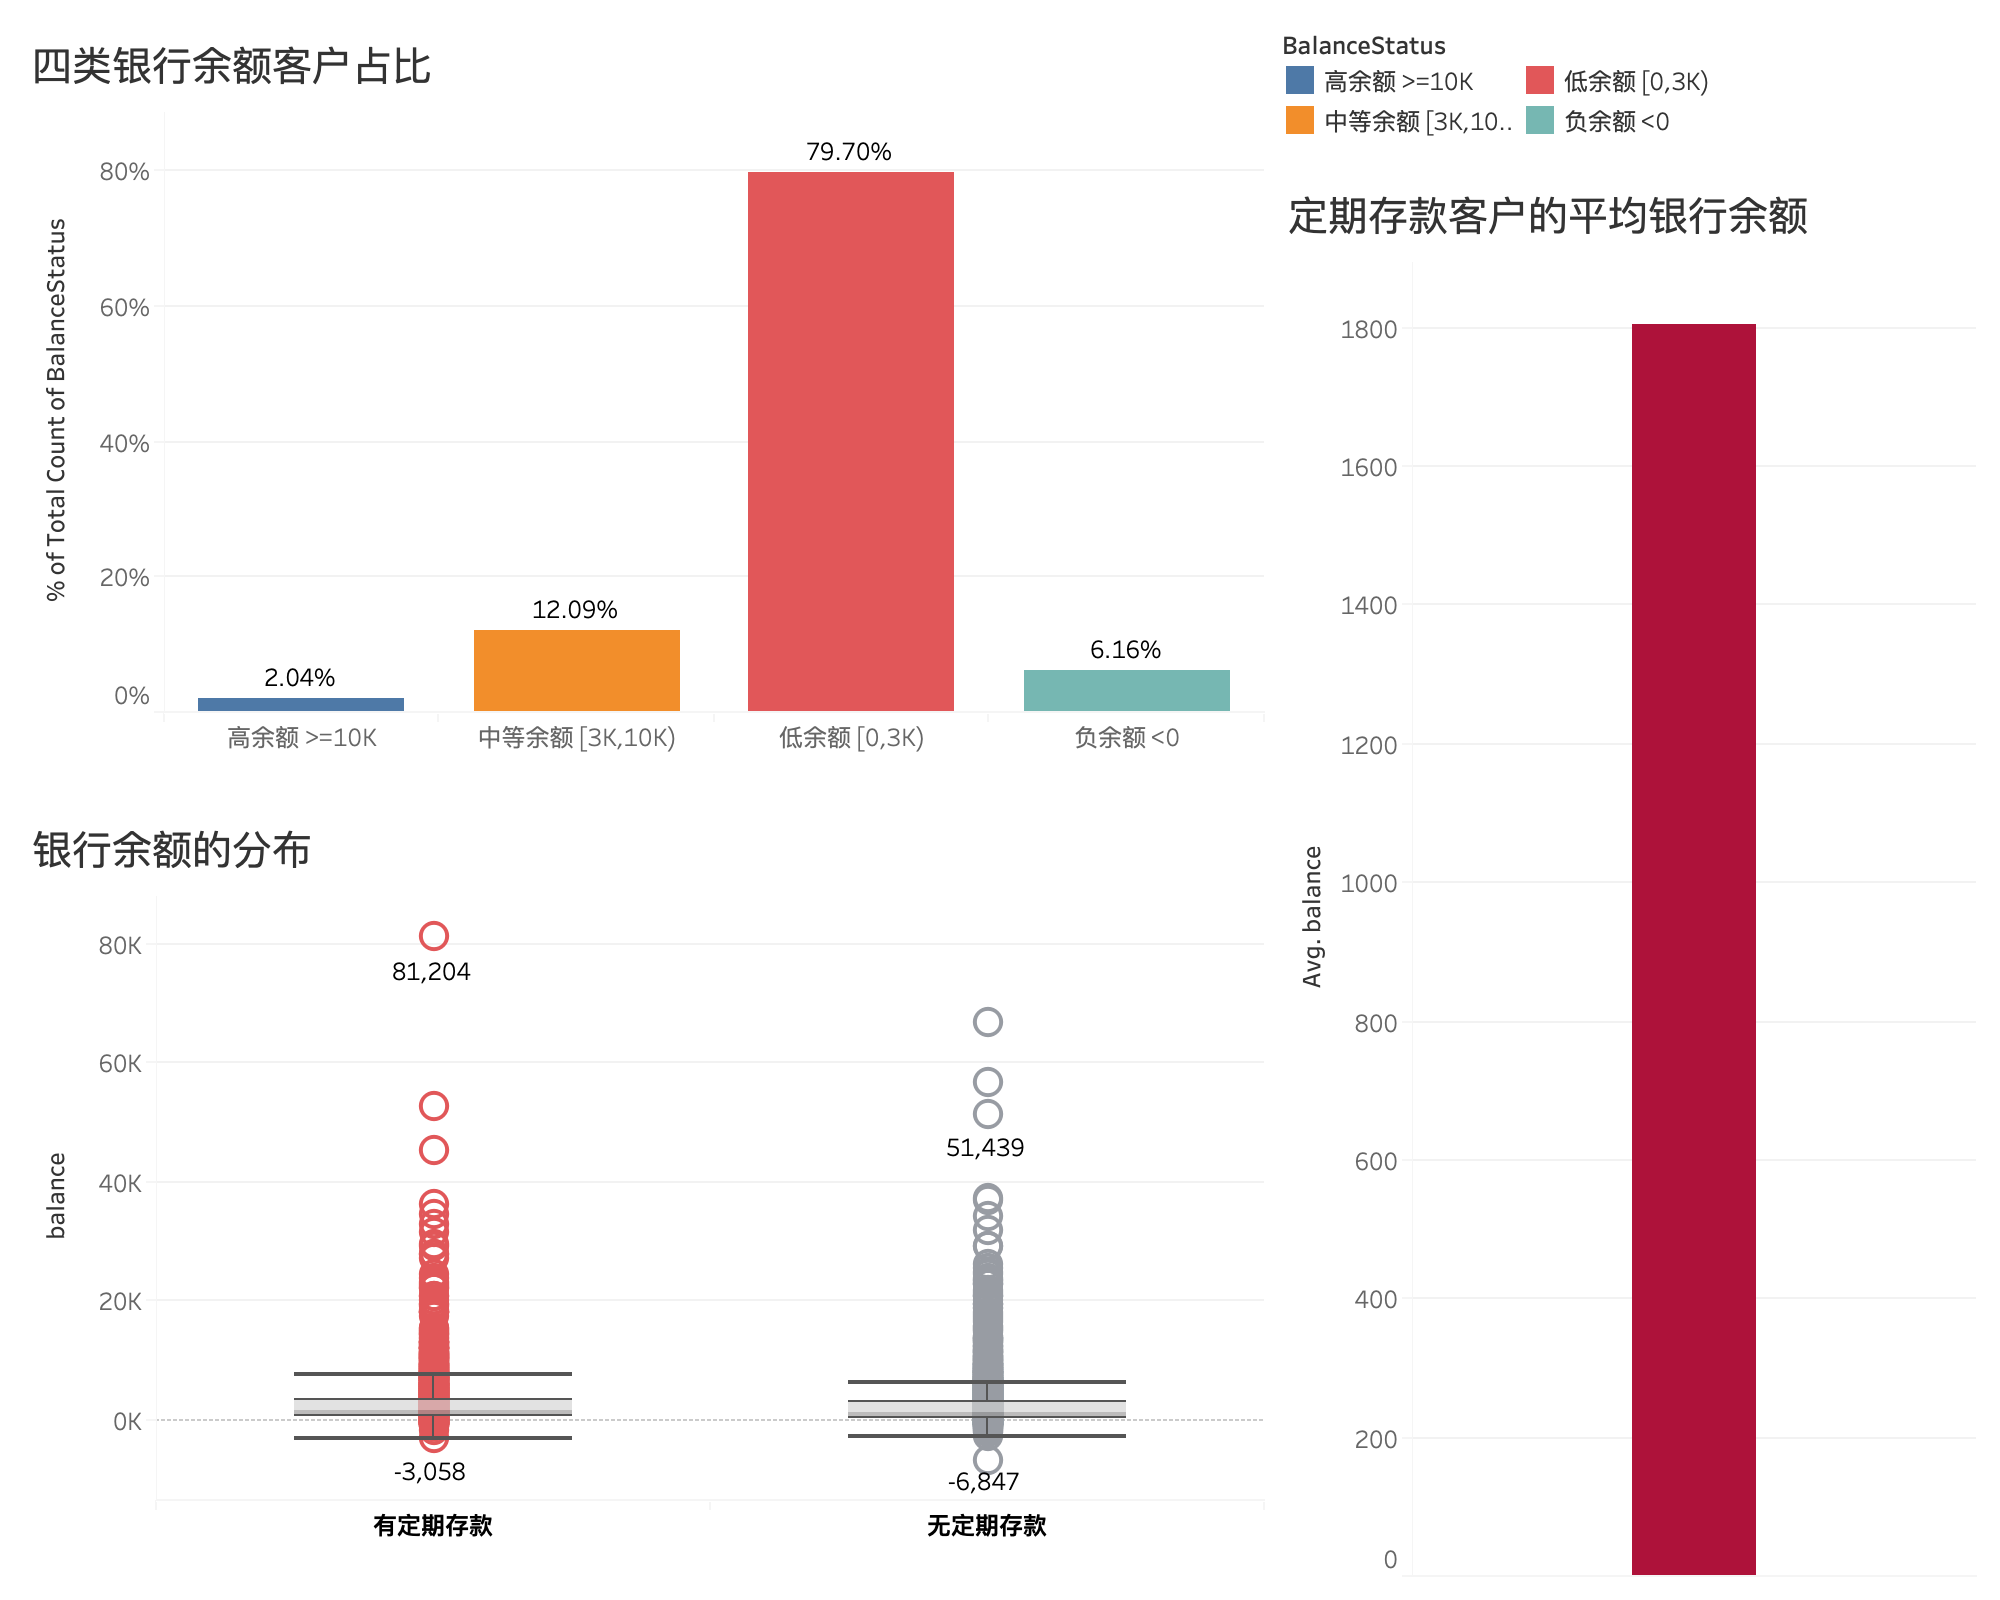 四类银行余额客户占比
% of Total Count of BalanceStatus
80%
60%
40%
20%
0%
79.70%
12.09%
6.16%
2.04%
高余额 >=10K
中等余额 [3K,10K)
低余额 [0,3K)
负余额 <0
BalanceStatus
高余额 >=10K
低余额 [0,3K)
中等余额 [3K,10..
负余额 <0
定期存款客户的平均银行余额
Avg. balance
1800
1600
1400
1200
1000
800
600
400
200
0
银行余额的分布
balance
80K
60K
40K
20K
0K
81,204
51,439
-3,058
-6,847
有定期存款
无定期存款